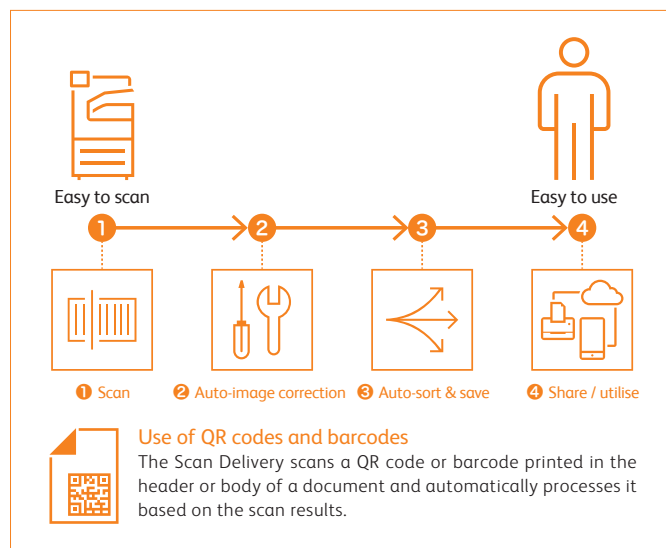 Easy to scan
Easy to use
1
2
3
4
❶ Scan
❷ Auto-image correction
❸ Auto-sort & save
❹ Share / utilise
Use of QR codes and barcodes
The Scan Delivery scans a QR code or barcode printed in the
header or body of a document and automatically processes it
based on the scan results.